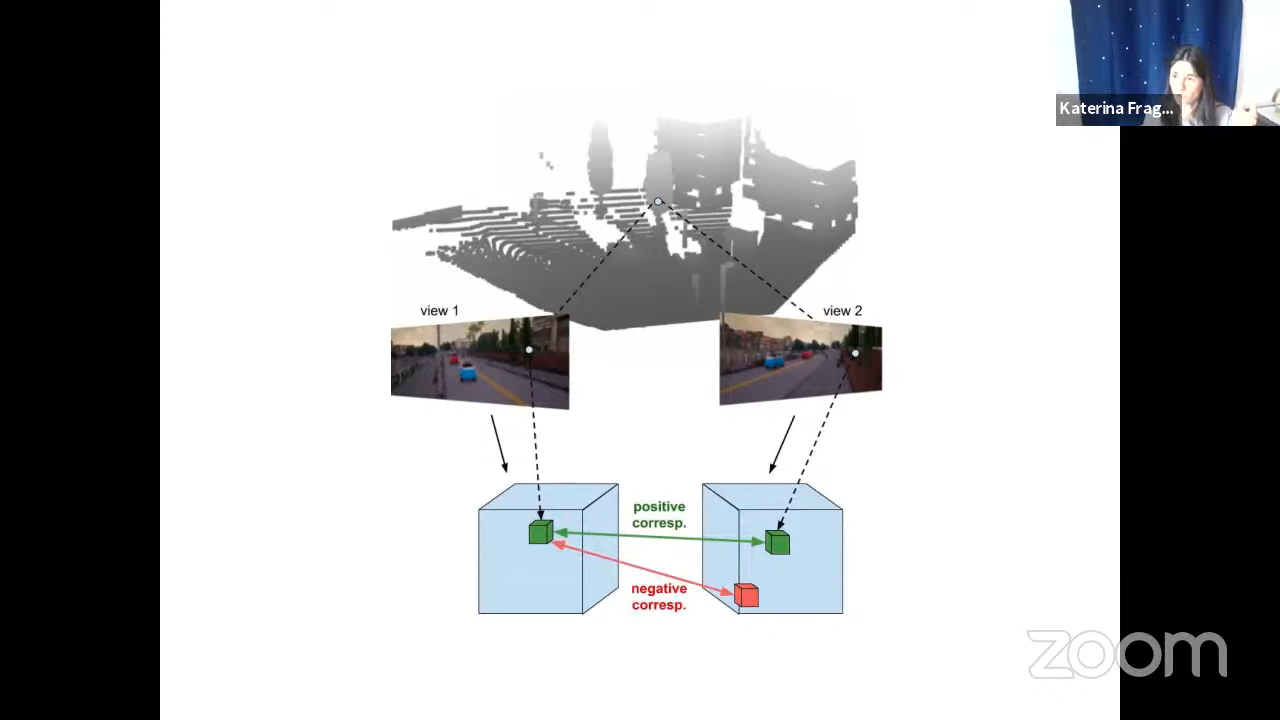 Katerina Frag...
view 1
view 2
positive
corresp.
negative
corresp.
zoom